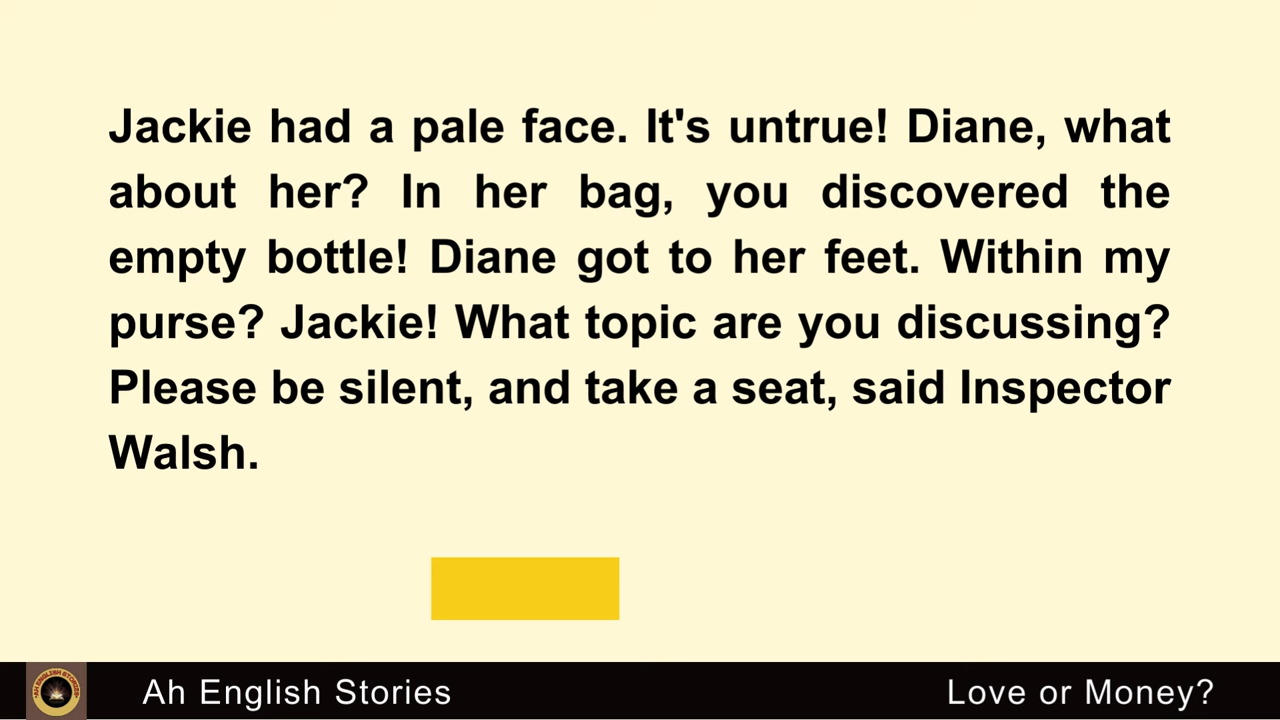 Jackie had a pale face. It's untrue! Diane, what
about her? In her bag, you discovered the
empty bottle! Diane got to her feet. Within my
purse? Jackie! What topic are you discussing?
Please be silent, and take a seat, said Inspector
Walsh.
Ah English Stories
Love or Money?